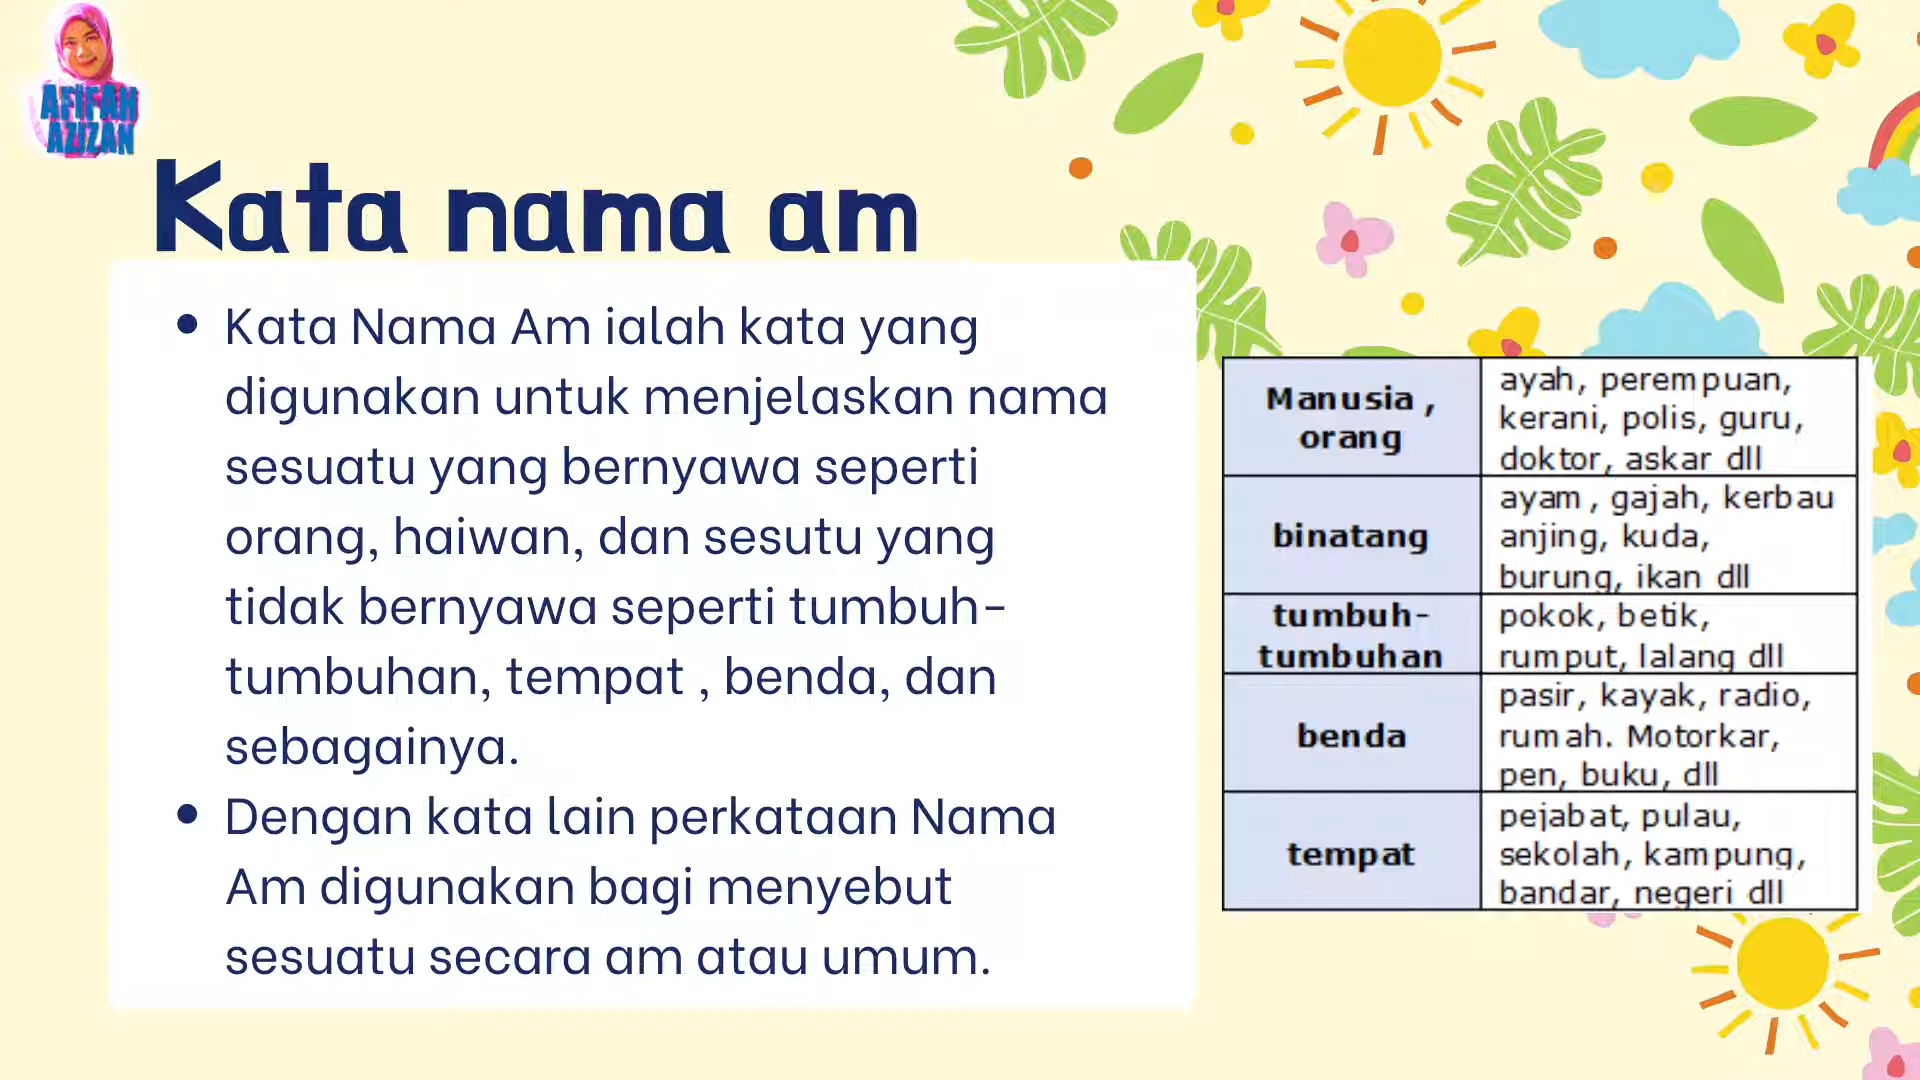 AFIFAH
AZIZAN
Kata nama am
• Kata Nama Am ialah kata yang
digunakan untuk menjelaskan nama
sesuatu yang bernyawa seperti
orang, haiwan, dan sesutu yang
tidak bernyawa seperti tumbuh-
tumbuhan, tempat , benda, dan
sebagainya.
• Dengan kata lain perkataan Nama
Am digunakan bagi menyebut
sesuatu secara am atau umum.
Manusia ,
orang
ayah, perempuan,
kerani, polis, guru,
doktor, askar dll
binatang
ayam , gajah, kerbau
anjing, kuda,
burung, ikan dll
tumbuh-
tumbuhan
pokok, betik,
rumput, lalang dll
benda
pasir, kayak, radio,
rumah. Motorkar,
pen, buku, dll
tempat
pejabat, pulau,
sekolah, kampung,
bandar, negeri dll